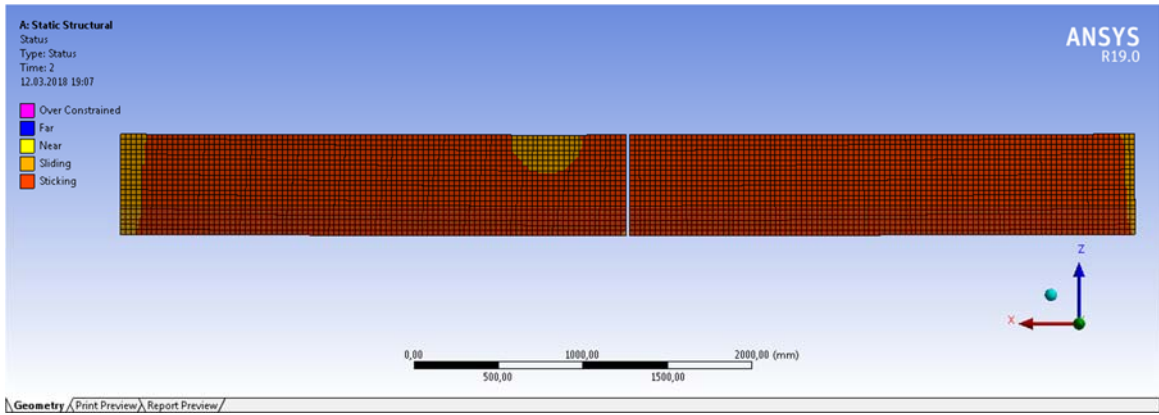 A: Static Structural
Status
Type: Status
Time: 2
12.03.2018 19:07
ANSYS
R19.0
Over Constrained
Far
Near
Sliding
Sticking
Z
X
0,00 1000,00 2000,00 (mm)
500,00 1500,00
Geometry Print Preview Report Preview